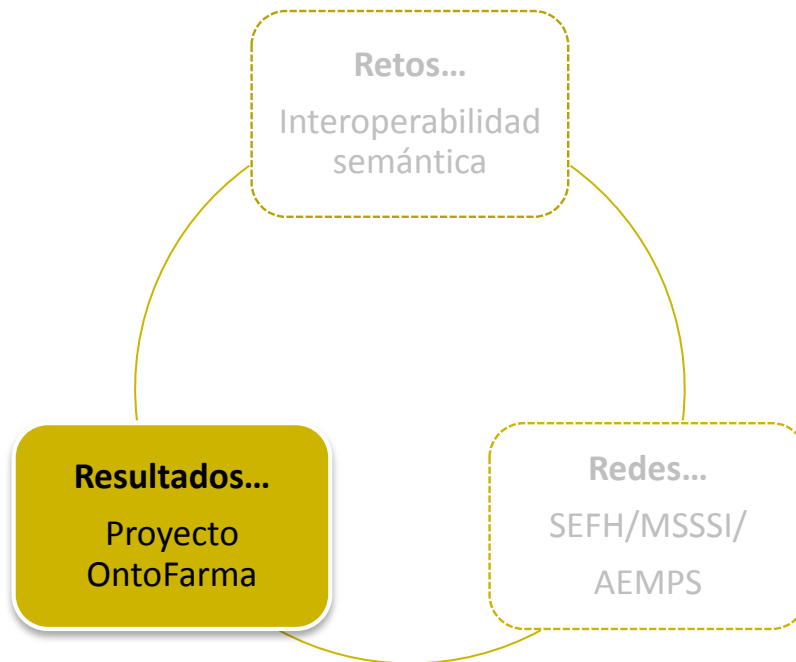 Retos...
Interoperabilidad
semántica
Resultados...
Proyecto
OntoFarma
Redes...
SEFH/MSSSI/
AEMPS